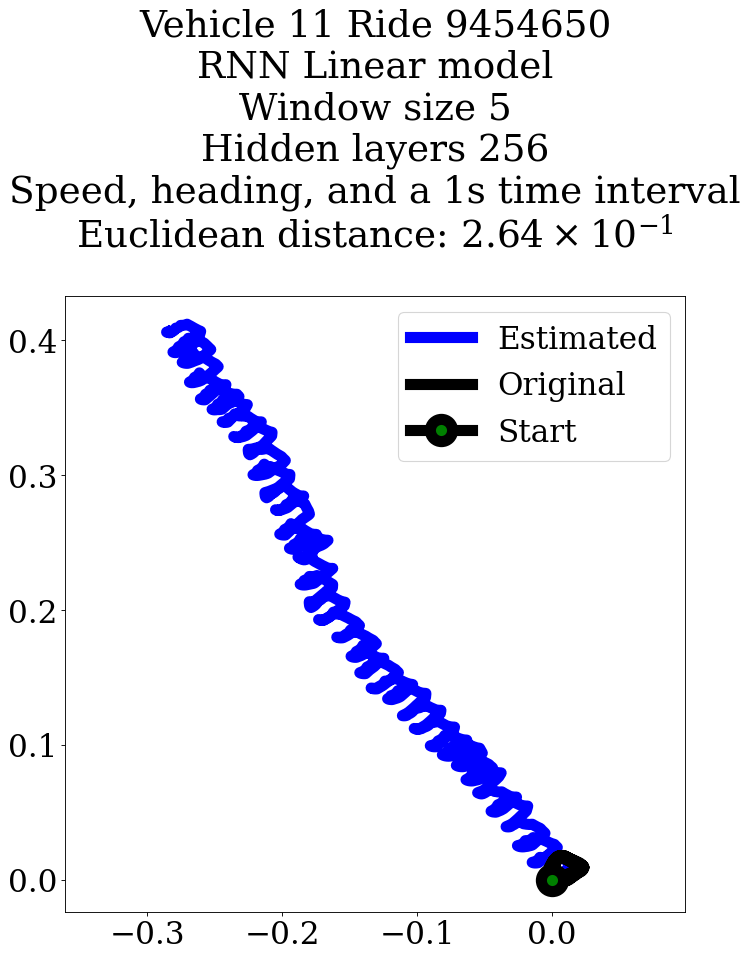 Vehicle 11 Ride 9454650
RNN Linear model
Window size 5
Hidden layers 256
Speed, heading, and a 1s time interval
Euclidean distance: 2.64 × 10⁻¹
Estimated
Original
Start
0.4
0.3
0.2
0.1
0.0
−0.3 −0.2 −0.1 0.0